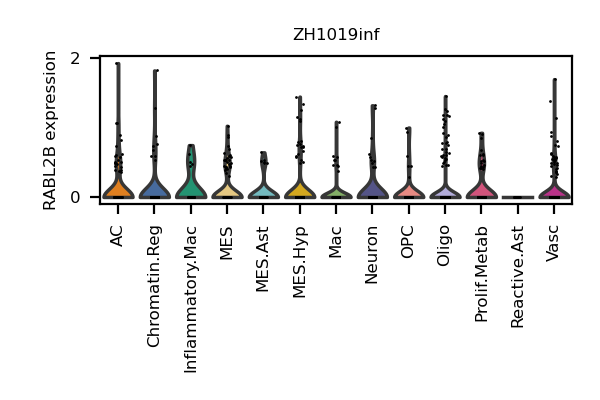 ZH1019inf
RABL2B expression
2
0
AC
Chromatin.Reg
Inflammatory.Mac
MES
MES.Ast
MES.Hyp
Mac
Neuron
OPC
Oligo
Prolif.Metab
Reactive.Ast
Vasc